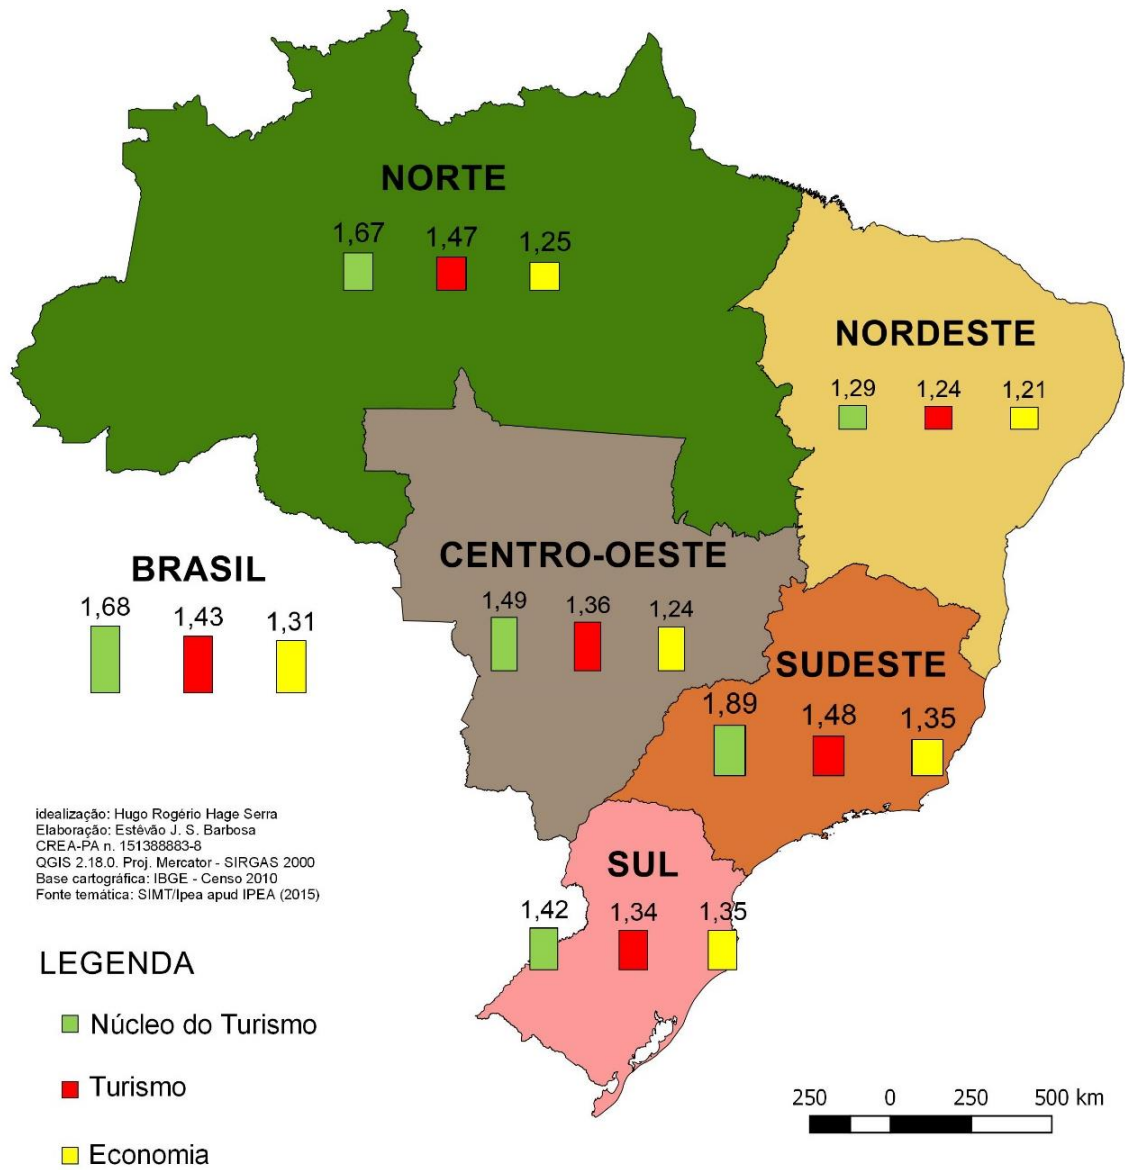 NORTE
1,67 1,47 1,25
NORDESTE
1,29 1,24 1,21
CENTRO-OESTE
1,49 1,36 1,24
BRASIL
1,68 1,43 1,31
SUDESTE
1,89 1,48 1,35
SUL
1,42 1,34 1,35
idealização: Hugo Rogério Hage Serra
Elaboração: Estêvão J. S. Barbosa
CREA-PA n. 151388883-8
QGIS 2.18.0. Proj. Mercator - SIRGAS 2000
Base cartográfica: IBGE - Censo 2010
Fonte temática: SIMT/Ipea apud IPEA (2015)
LEGENDA
Núcleo do Turismo
Turismo
Economia
250 0 250 500 km